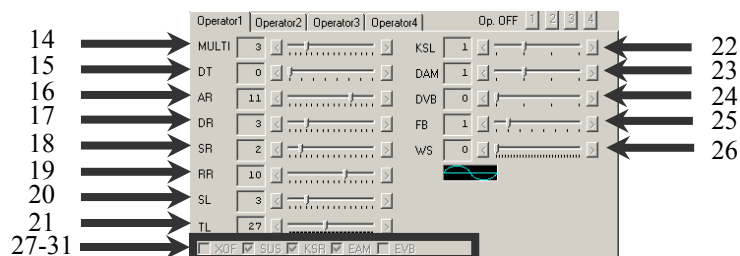 Operator1 Operator2 Operator3 Operator4 Op. OFF 1 2 3 4
14 MULTI 3 KSL 1 22
15 DT 0 DAM 1 23
16 AR 11 DVB 0 24
17 DR 3 FB 1 25
18 SR 2 WS 0 26
19 RR 10
20 SL 3
21 TL 27
27-31 XOF SUS KSR EAM EVB